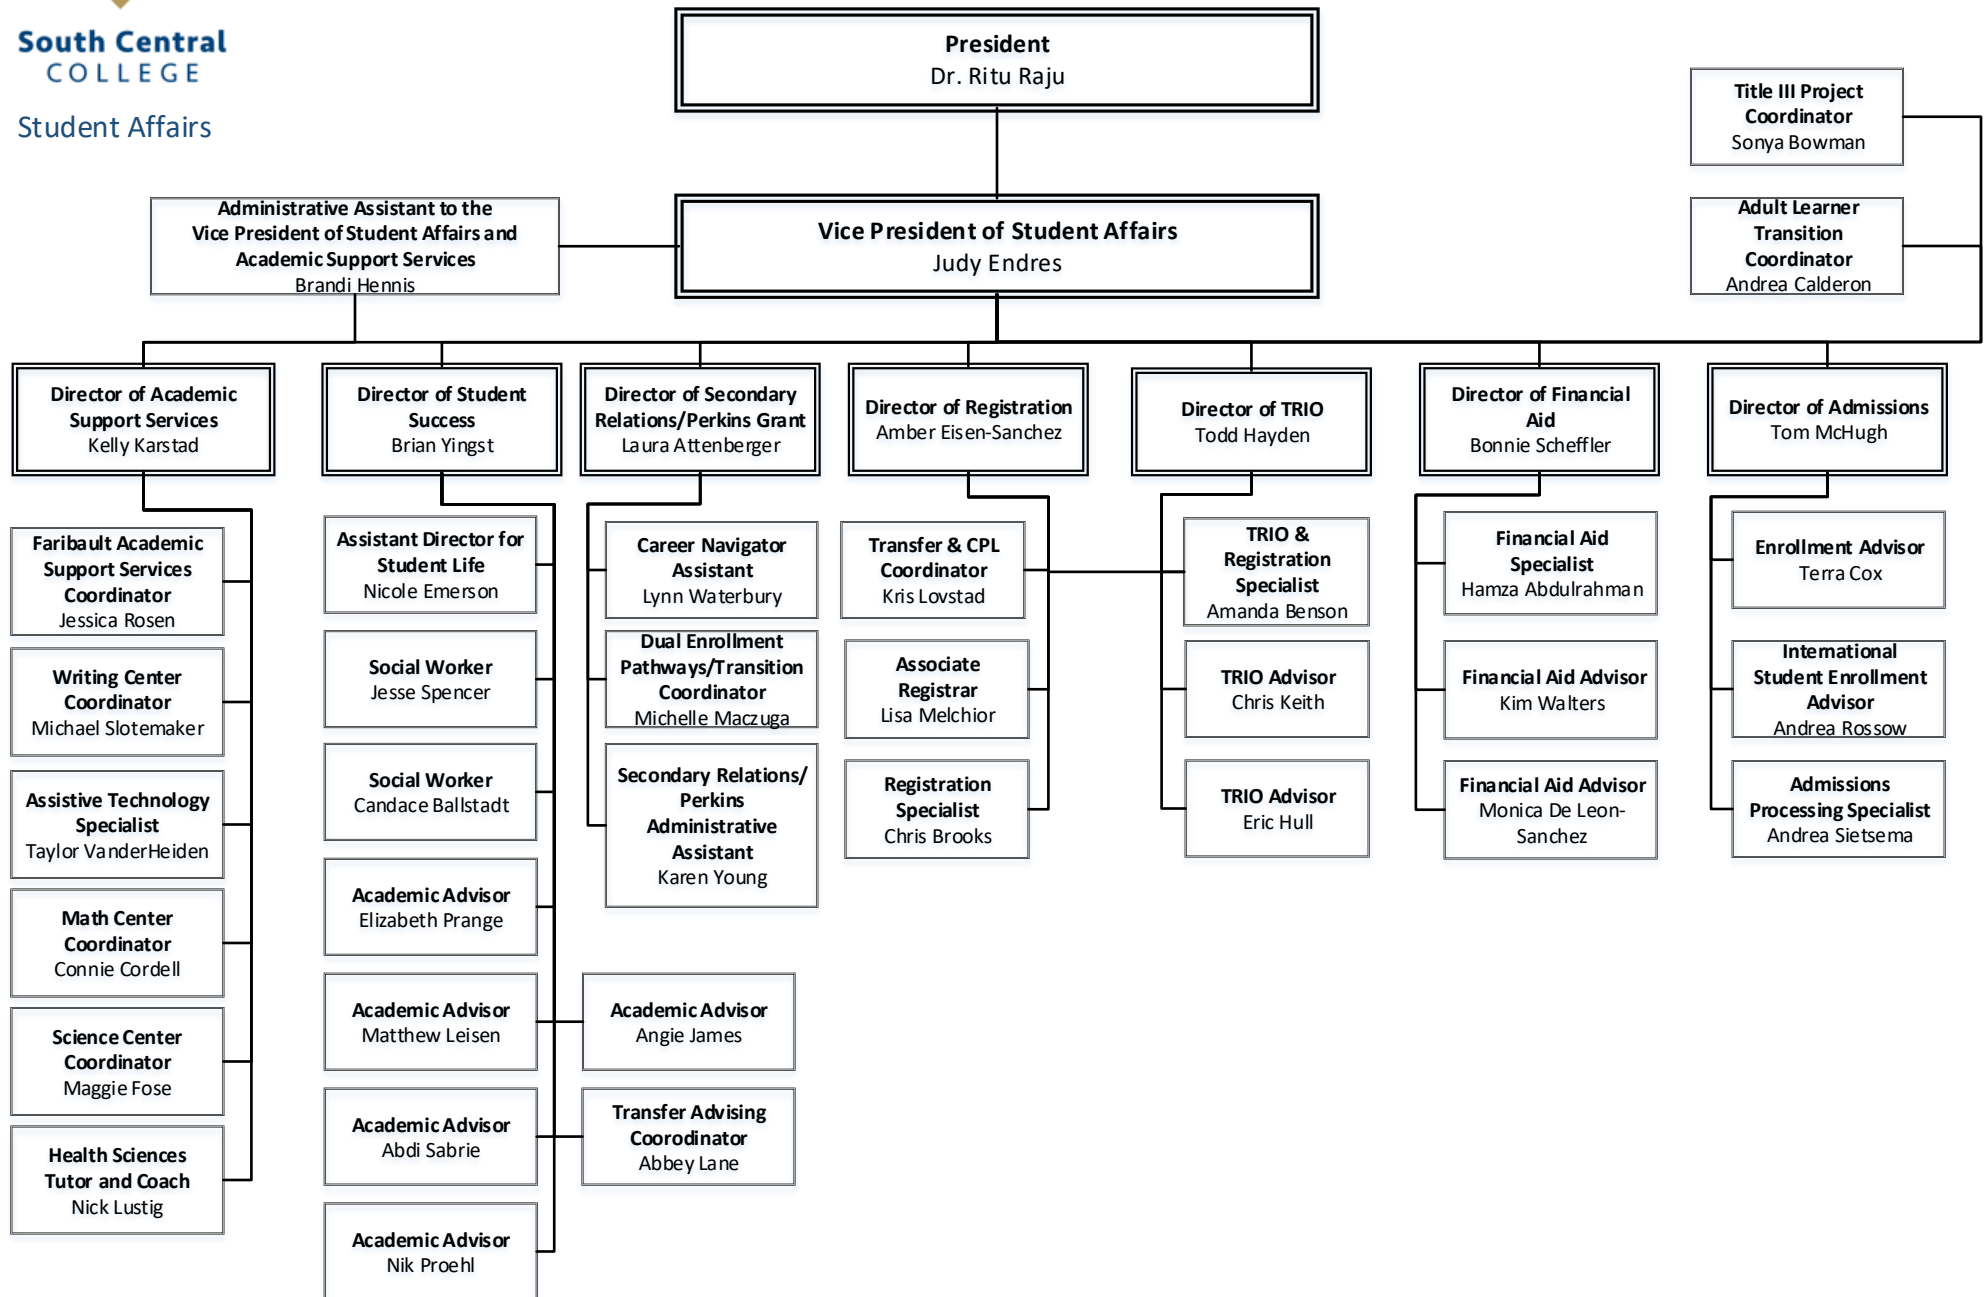 South Central
COLLEGE
Student Affairs
President
Dr. Ritu Raju
Title III Project
Coordinator
Sonya Bowman
Administrative Assistant to the
Vice President of Student Affairs and
Academic Support Services
Brandi Hennis
Vice President of Student Affairs
Judy Endres
Adult Learner
Transition
Coordinator
Andrea Calderon
Director of Academic
Support Services
Kelly Karstad
Director of Student
Success
Brian Yingst
Director of Secondary
Relations/Perkins Grant
Laura Attenberger
Director of Registration
Amber Eisen-Sanchez
Director of TRIO
Todd Hayden
Director of Financial
Aid
Bonnie Scheffler
Director of Admissions
Tom McHugh
Faribault Academic
Support Services
Coordinator
Jessica Rosen
Writing Center
Coordinator
Michael Slotemaker
Assistive Technology
Specialist
Taylor VanderHeiden
Math Center
Coordinator
Connie Cordell
Science Center
Coordinator
Maggie Fose
Health Sciences
Tutor and Coach
Nick Lustig
Assistant Director for
Student Life
Nicole Emerson
Social Worker
Jesse Spencer
Social Worker
Candace Ballstadt
Academic Advisor
Elizabeth Prange
Academic Advisor
Matthew Leisen
Academic Advisor
Abdi Sabrie
Academic Advisor
Nik Proehl
Academic Advisor
Angie James
Transfer Advising
Coorodinator
Abbey Lane
Career Navigator
Assistant
Lynn Waterbury
Dual Enrollment
Pathways/Transition
Coordinator
Michelle Maczuga
Secondary Relations/
Perkins
Administrative
Assistant
Karen Young
Transfer & CPL
Coordinator
Kris Lovstad
Associate
Registrar
Lisa Melchior
Registration
Specialist
Chris Brooks
TRIO &
Registration
Specialist
Amanda Benson
TRIO Advisor
Chris Keith
TRIO Advisor
Eric Hull
Financial Aid
Specialist
Hamza Abdulrahman
Financial Aid Advisor
Kim Walters
Financial Aid Advisor
Monica De Leon-
Sanchez
Enrollment Advisor
Terra Cox
International
Student Enrollment
Advisor
Andrea Rossow
Admissions
Processing Specialist
Andrea Sietsema